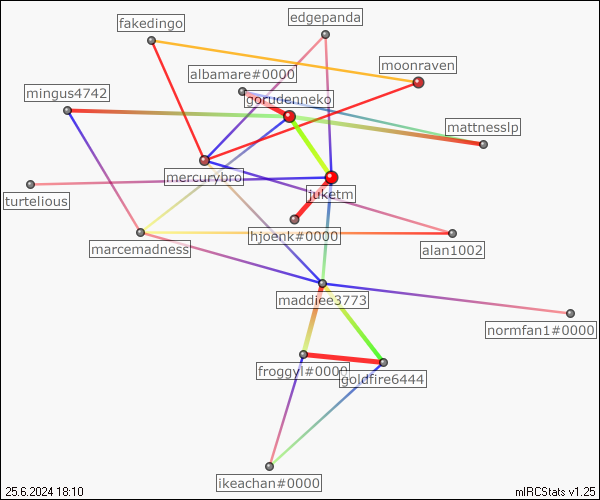 edgepanda
fakedingo
moonraven
albamare#0000
mingus4742
gorudenneko
mattnesslp
mercurybro
juketm
turtelious
hjoenk#0000
marcemadness
alan1002
maddiee3773
normfan1#0000
froggyl#0000
goldfire6444
ikeachan#0000
25.6.2024 18:10
mIRCStats v1.25